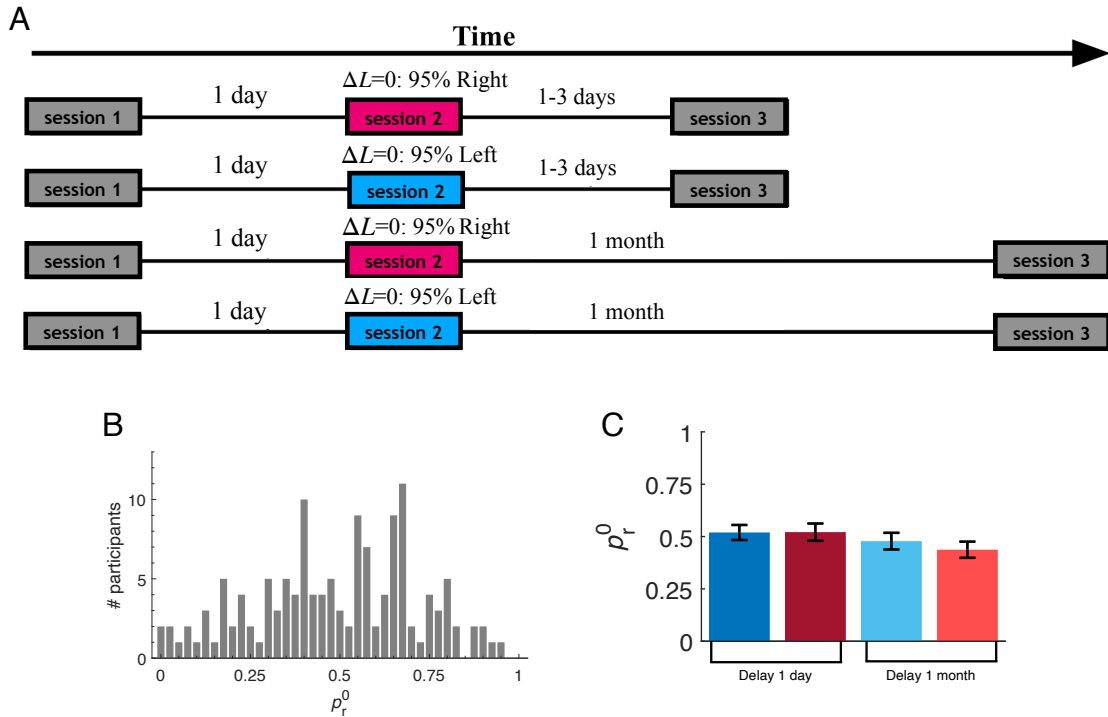 A
Time
ΔL=0: 95% Right
session 1 1 day session 2 1-3 days session 3
ΔL=0: 95% Left
session 1 1 day session 2 1-3 days session 3
ΔL=0: 95% Right
session 1 1 day session 2 1 month session 3
ΔL=0: 95% Left
session 1 1 day session 2 1 month session 3
B
# participants
10
5
0
0 0.25 0.5 0.75 1
p_r^0
C
p_r^0
1
0.75
0.5
0.25
0
Delay 1 day Delay 1 month